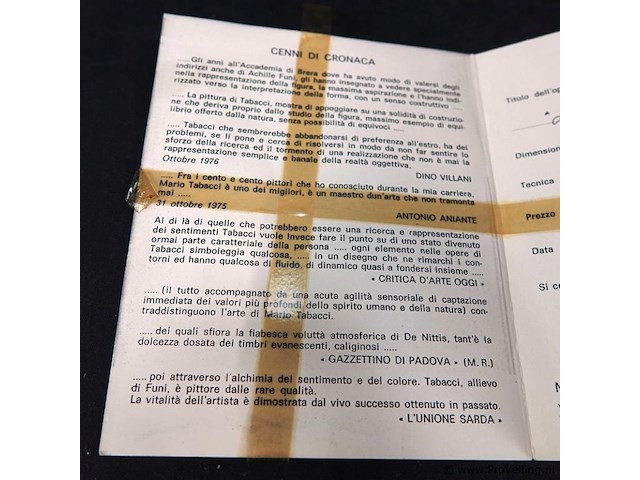 CENNI DI CRONACA
..... Gli anni all'Accademia di Brera dove ha avuto modo di valersi degli
indirizzi anche di Achille Funi, gli hanno insegnato a vedere specialmente
nella rappresentazione della figura, la massima aspirazione e l'hanno indi-
rizzato verso la interpretazione della forma, con un senso costruttivo .....
..... La pittura di Tabacci, mostra di appoggiare su una solidità di costruzio-
ne che deriva proprio dallo studio della figura, massimo esempio di equi-
librio offerto dalla natura, senza possibilità di equivoci .....
..... Tabacci che sembrerebbe abbandonarsi di preferenza all'estro, ha dei
problemi, se li pone e cerca di risolversi in modo da non far sentire lo
sforzo della ricerca ed il tormento di una realizzazione che non è mai la
rappresentazione semplice e banale della realtà oggettiva.
Ottobre 1976
DINO VILLANI
..... Fra i cento e cento pittori che ho conosciuto durante la mia carriera,
Mario Tabacci è uno dei migliori, è un maestro dun'arte che non tramonta
mai .....
31 ottobre 1975
ANTONIO ANIANTE
Al di là di quelle che potrebbero essere una ricerca e rappresentazione
dei sentimenti Tabacci vuole invece fare il punto su di uno stato divenuto
ormai parte caratteriale della persona ..... ogni elemento nelle opere di
Tabacci simboleggia qualcosa, ..... in un disegno che ne rimarchi i con-
torni ed hanno qualcosa di fluido, di dinamico quasi a fondersi insieme .....
« CRITICA D'ARTE OGGI »
..... (il tutto accompagnato da una acuta agilità sensoriale di captazione
immediata dei valori più profondi dello spirito umano e della natura) con-
traddistinguono l'arte di Mario Tabacci.
..... dei quali sfiora la fiabesca voluttà atmosferica di De Nittis, tant'è la
dolcezza dosata dei timbri evanescenti, caliginosi .....
« GAZZETTINO DI PADOVA » (M. R.)
..... poi attraverso l'alchimia del sentimento e del colore. Tabacci, allievo
di Funi, è pittore dalle rare qualità.
La vitalità dell'artista è dimostrata dal vivo successo ottenuto in passato.
« L'UNIONE SARDA »
Titolo dell'op
Dimension
Tecnica
Prezzo
Data
Si c
© www.ProVeiling.nl